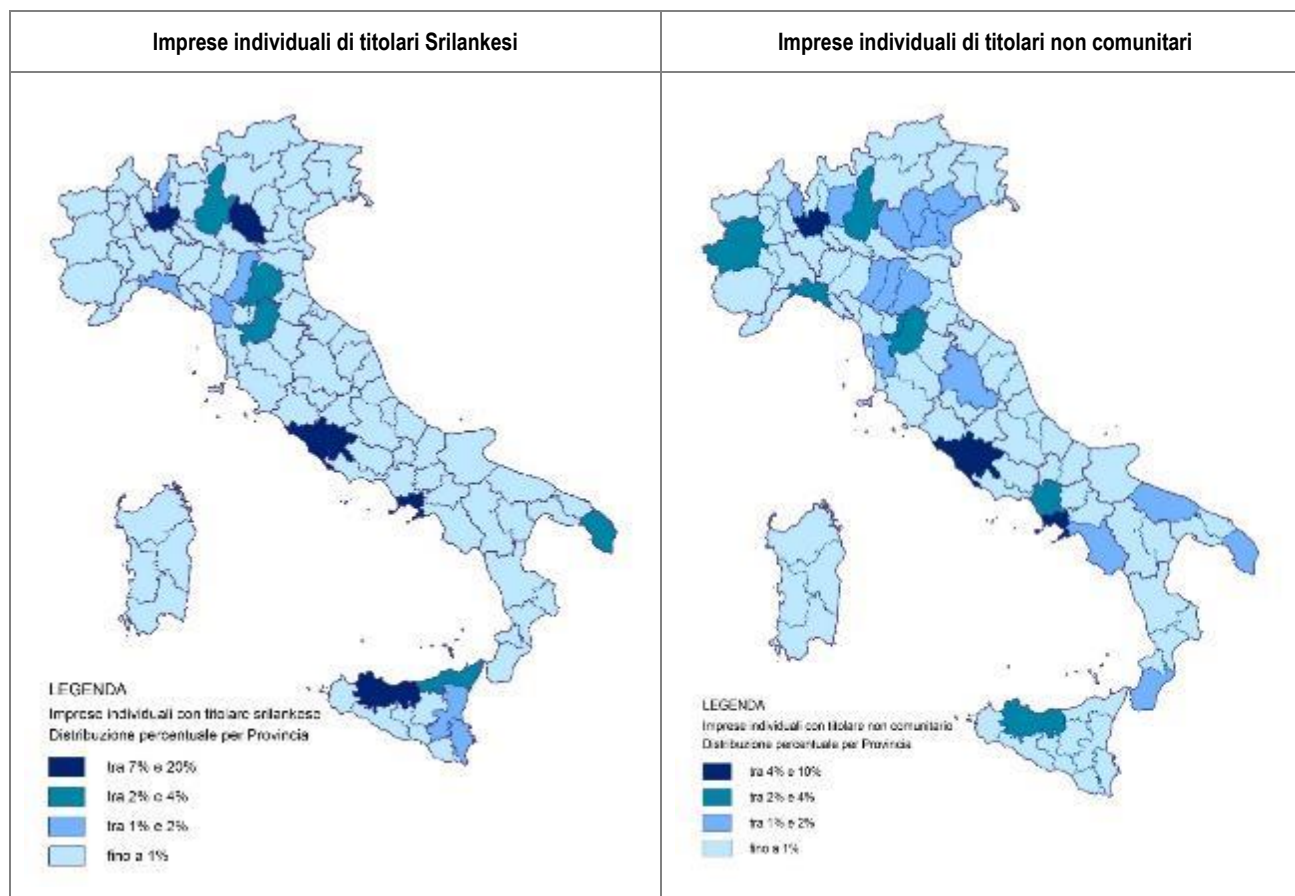 Imprese individuali di titolari Srilankesi
Imprese individuali di titolari non comunitari
LEGENDA
Imprese individuali con titolare srilankese
Distribuzione percentuale per Provincia
tra 7% e 20%
tra 2% e 4%
tra 1% e 2%
fino a 1%
LEGENDA
Imprese individuali con titolare non comunitario
Distribuzione percentuale per Provincia
tra 4% e 10%
tra 2% e 4%
tra 1% e 2%
fino a 1%